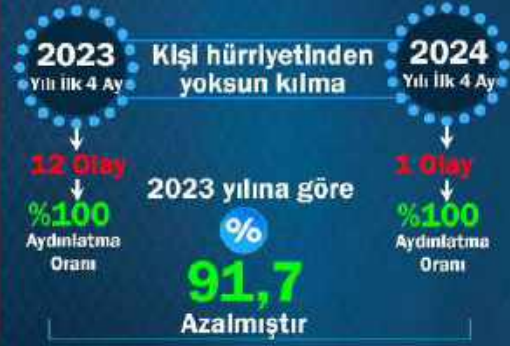 2023
Yılı İlk 4 Ay
Kişi hürriyetinden
yoksun kılma
2024
Yılı İlk 4 Ay
12 Olay
%100
Aydınlatma
Oranı
2023 yılına göre
%
91,7
Azalmıştır
1 Olay
%100
Aydınlatma
Oranı